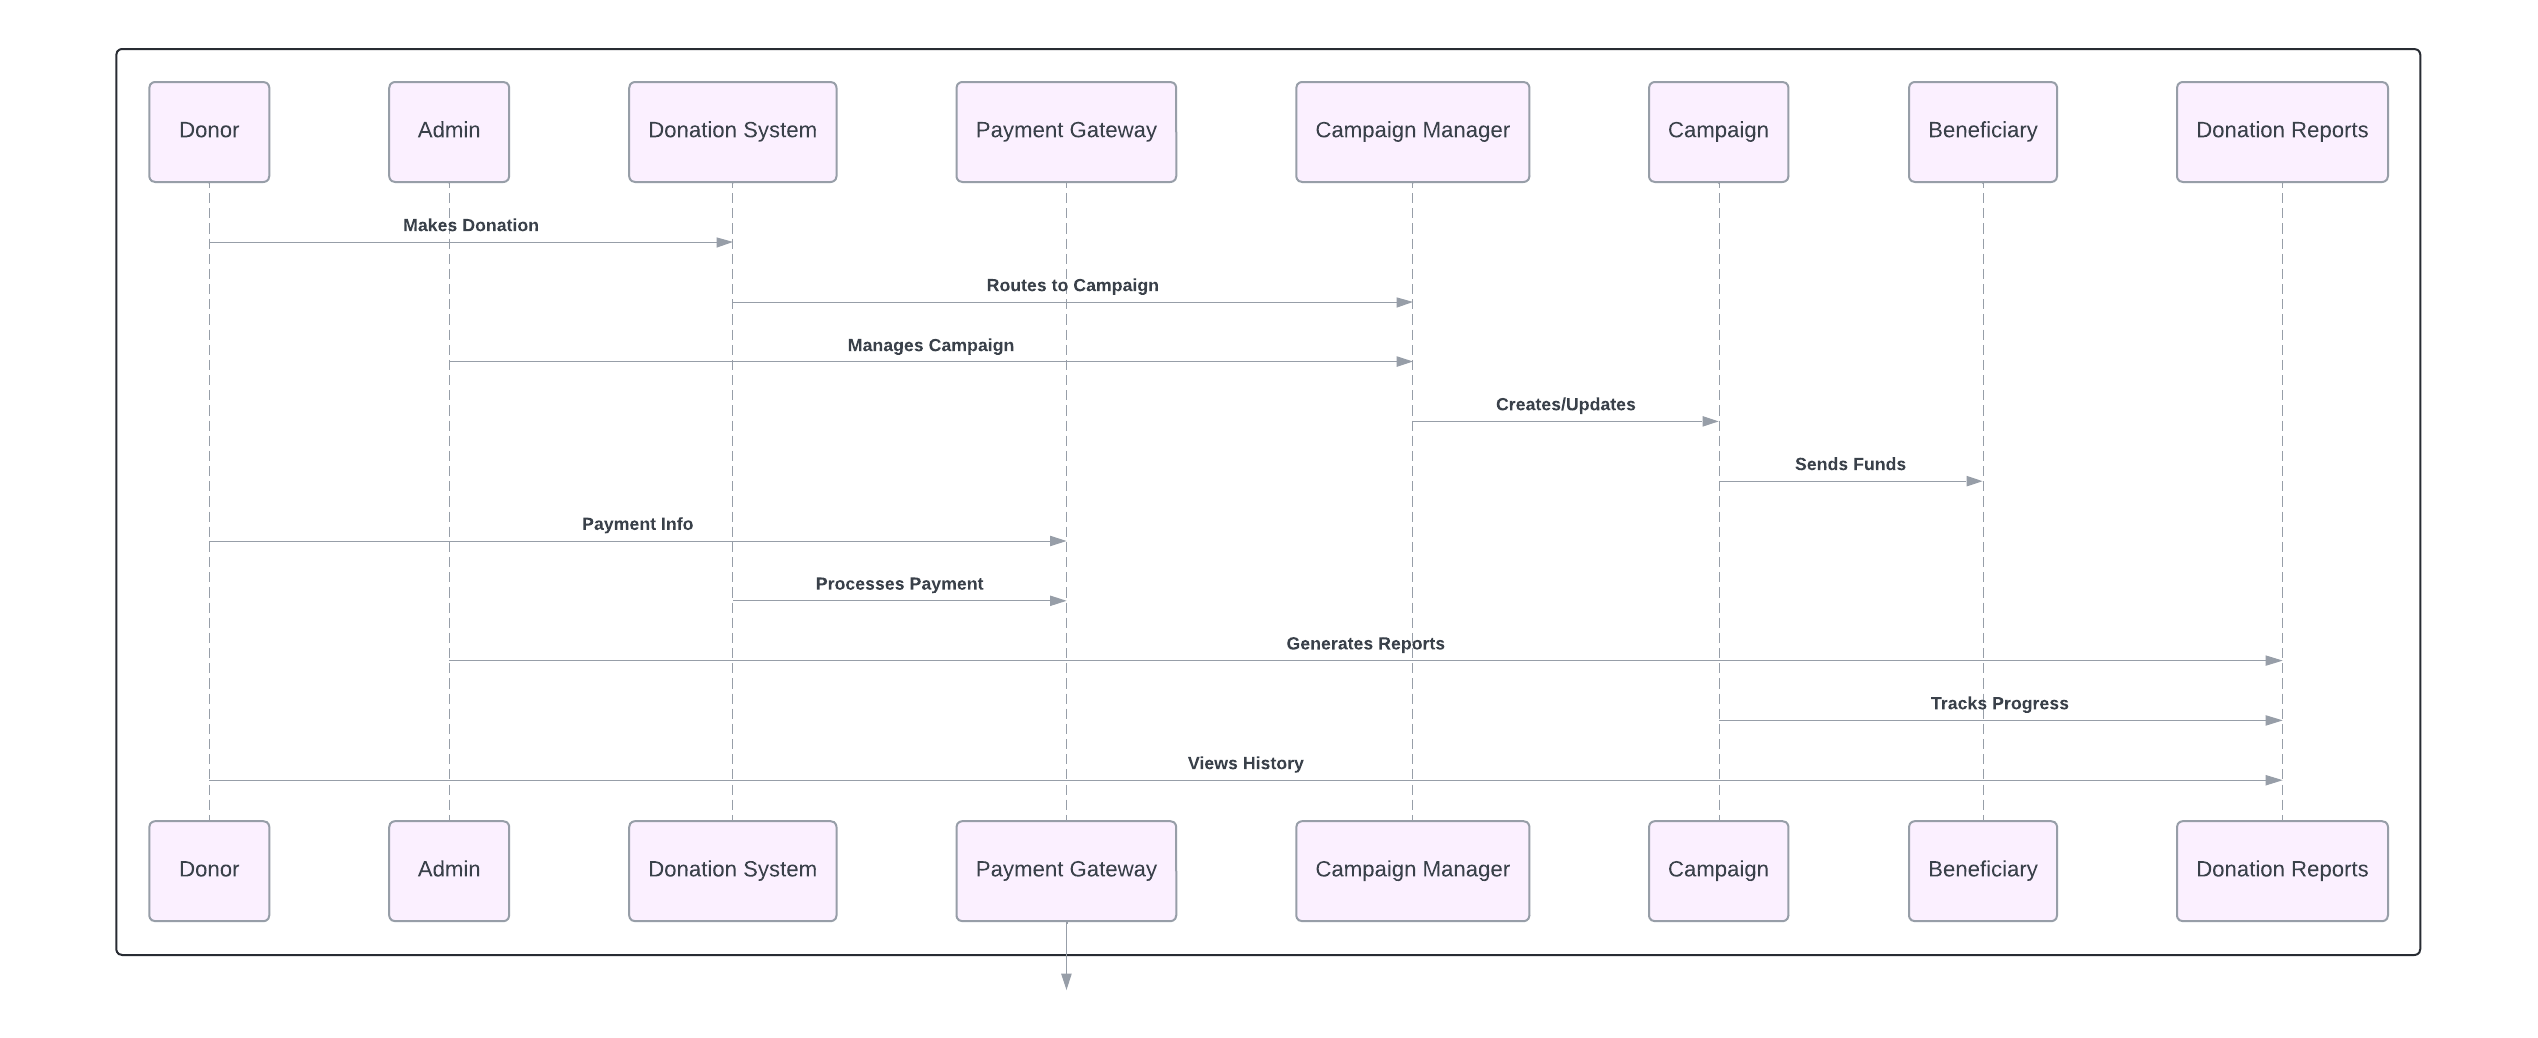 Donor
Admin
Donation System
Payment Gateway
Campaign Manager
Campaign
Beneficiary
Donation Reports
Makes Donation
Routes to Campaign
Manages Campaign
Creates/Updates
Sends Funds
Payment Info
Processes Payment
Generates Reports
Tracks Progress
Views History
Donor
Admin
Donation System
Payment Gateway
Campaign Manager
Campaign
Beneficiary
Donation Reports